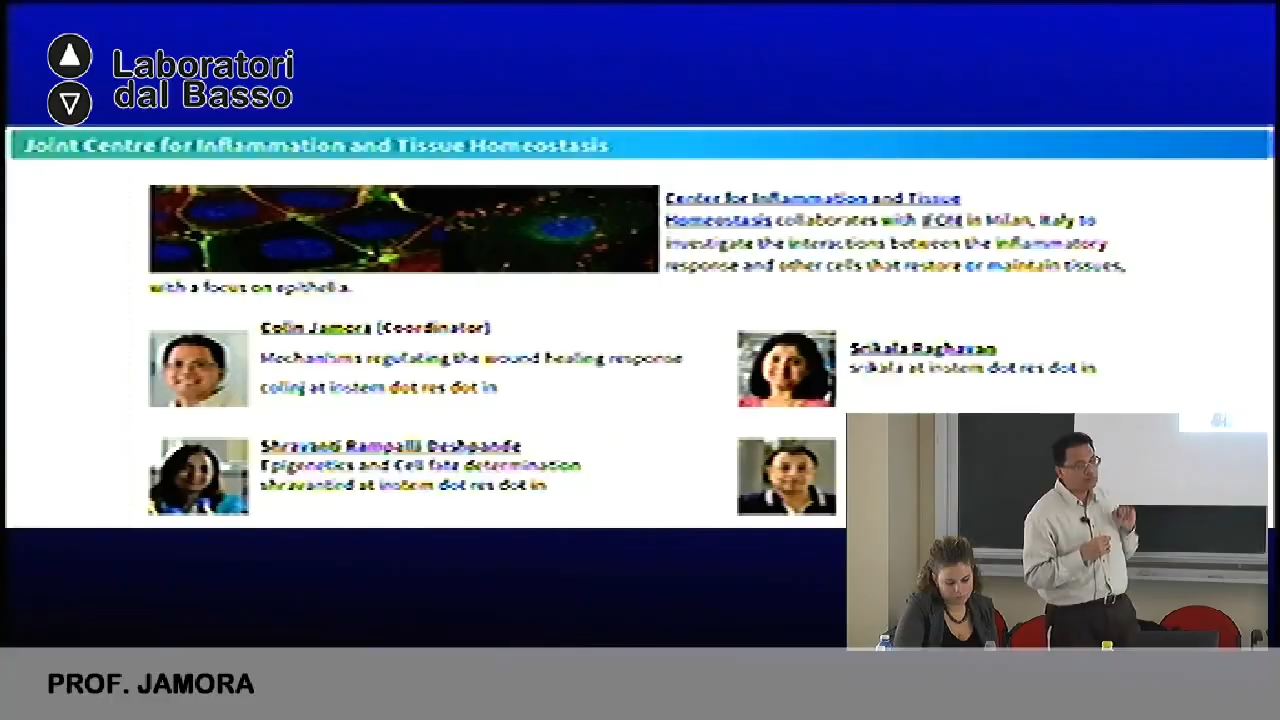 Laboratori
dal Basso
Joint Centre for Inflammation and Tissue Homeostasis
Center for Inflammation and Tissue
Homeostasis collaborates with IFOM in Milan, Italy to
investigate the interactions between the inflammatory
response and other cells that restore or maintain tissues,
with a focus on epithelia.
Colin Jamora (Coordinator)
Mechanisms regulating the wound healing response
colinj at instem dot res dot in
Srikala Raghavan
srikala at instem dot res dot in
Shravanti Rampalli Deshpande
Epigenetics and Cell fate determination
shravantird at instem dot res dot in
PROF. JAMORA